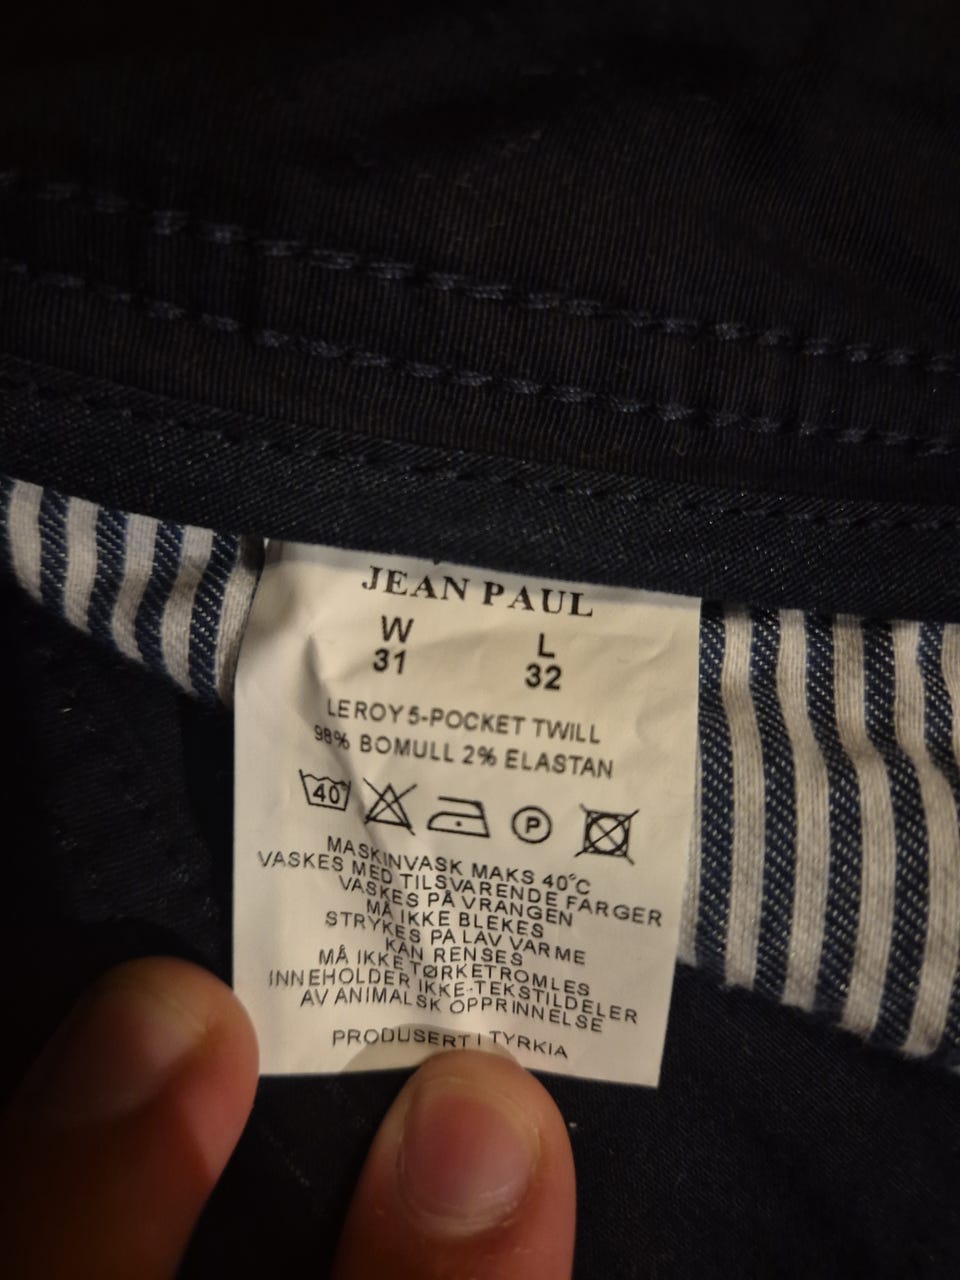 JEAN PAUL
W L
31 32
LEROY 5-POCKET TWILL
98% BOMULL 2% ELASTAN
40° P
MASKINVASK MAKS 40°C
VASKES MED TILSVARENDE FARGER
VASKES PÅ VRANGEN
MÅ IKKE BLEKES
STRYKES PÅ LAV VARME
KAN RENSES
MÅ IKKE TØRKETROMLES
INNEHOLDER IKKE-TEKSTILDELER
AV ANIMALSK OPPRINNELSE
PRODUSERT I TYRKIA